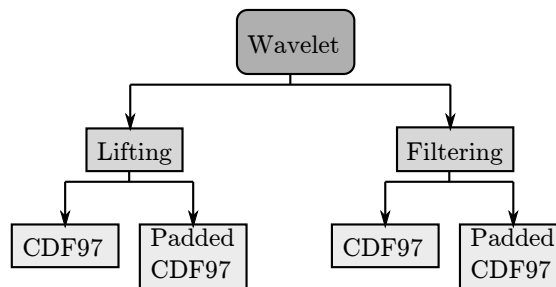 Wavelet
Lifting
Filtering
CDF97
Padded
CDF97
CDF97
Padded
CDF97